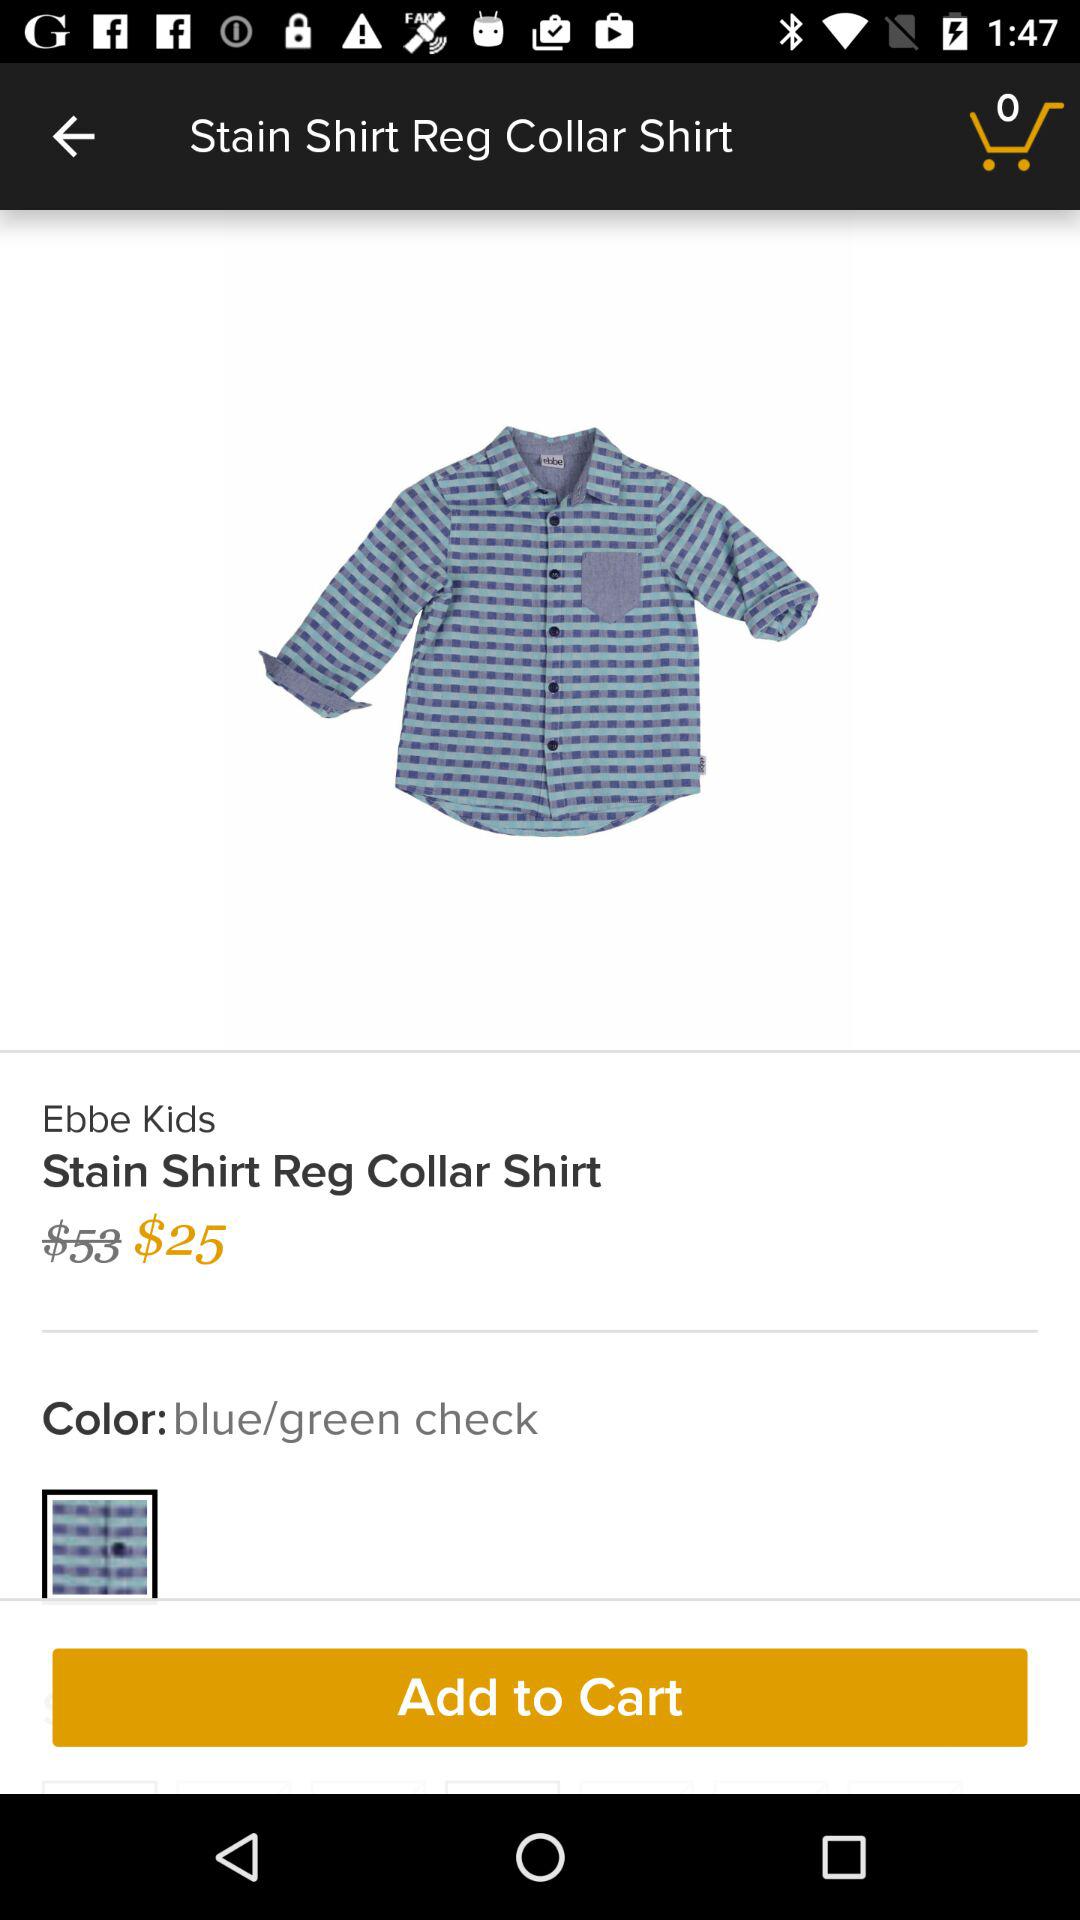 FAKE
1:47
Stain Shirt Reg Collar Shirt
0
ebbe
Ebbe Kids
Stain Shirt Reg Collar Shirt
$53 $25
Color: blue/green check
Add to Cart